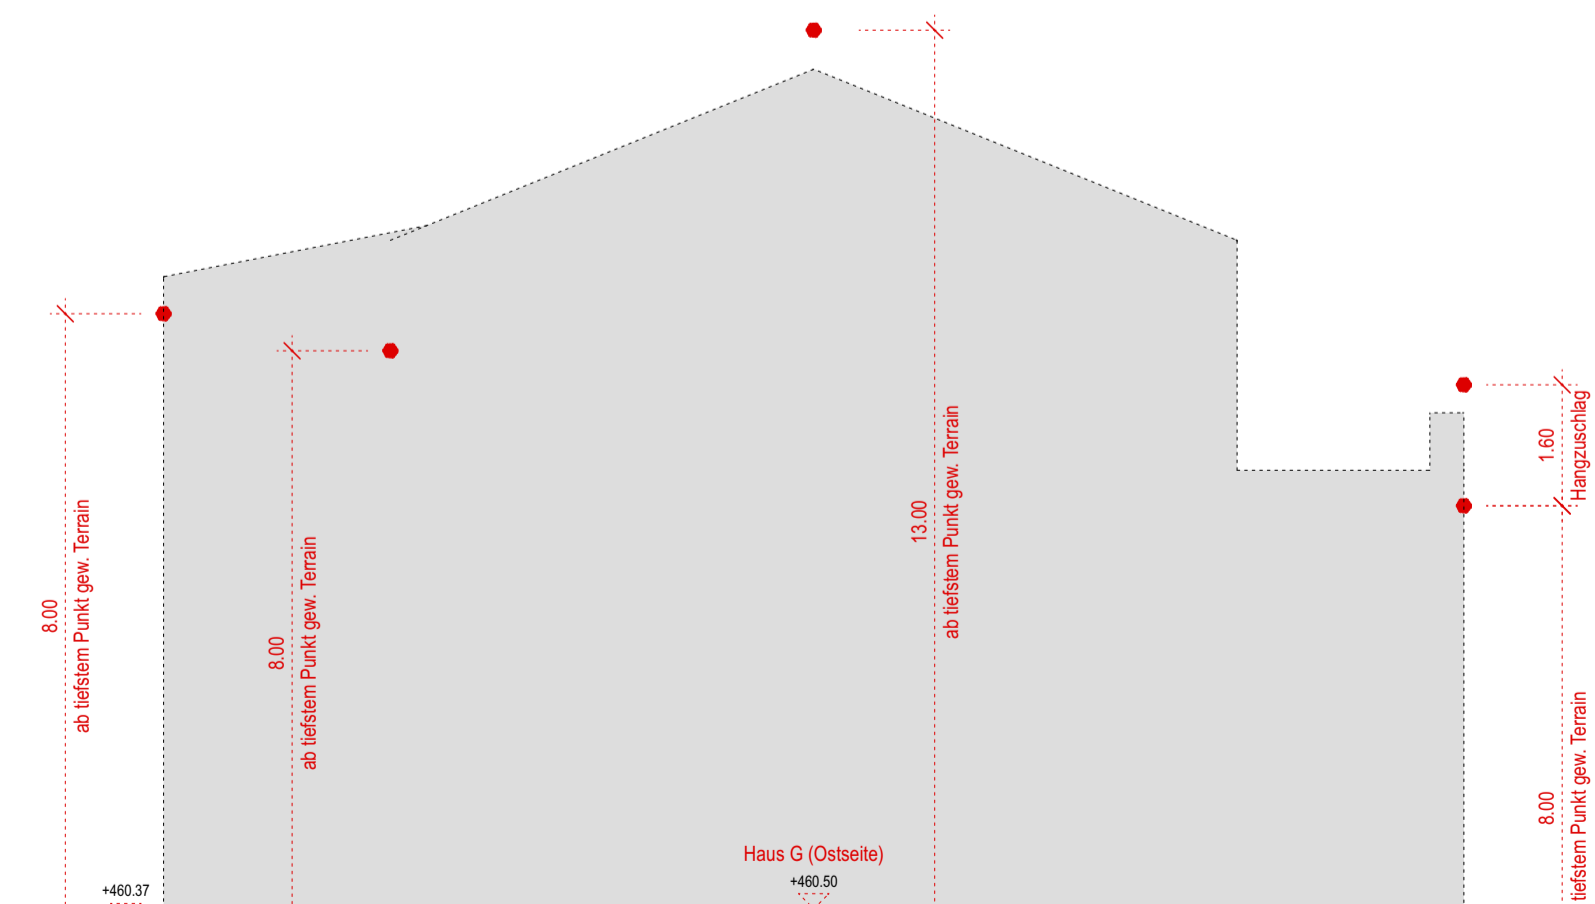 8.00
ab tiefstem Punkt gew. Terrain
8.00
ab tiefstem Punkt gew. Terrain
13.00
ab tiefstem Punkt gew. Terrain
1.60
Hangzuschlag
8.00
tiefstem Punkt gew. Terrain
Haus G (Ostseite)
+460.50
+460.37